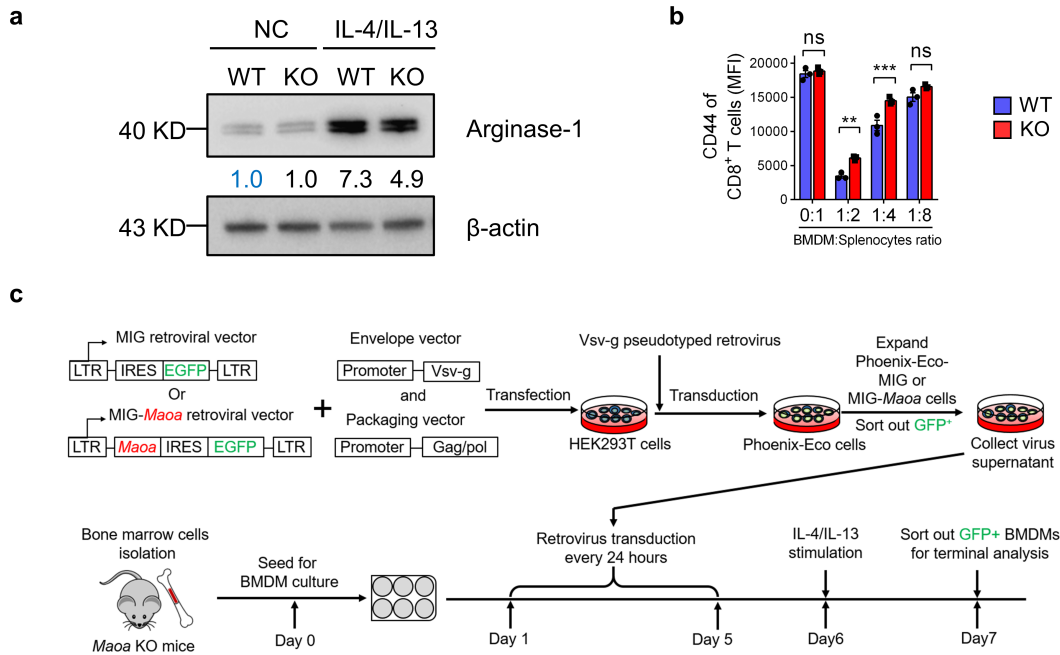 a
NC IL-4/IL-13
WT KO WT KO
40 KD Arginase-1
1.0 1.0 7.3 4.9
43 KD β-actin
b
CD44 of
CD8+ T cells (MFI)
20000
15000
10000
5000
0
ns
**
***
ns
0:1 1:2 1:4 1:8
BMDM:Splenocytes ratio
WT
KO
c
MIG retroviral vector
LTR IRES EGFP LTR
Or
MIG-Maoa retroviral vector
LTR Maoa IRES EGFP LTR
+
Envelope vector
Promoter Vsv-g
and
Packaging vector
Promoter Gag/pol
Transfection
HEK293T cells
Vsv-g pseudotyped retrovirus
Transduction
Phoenix-Eco cells
Expand
Phoenix-Eco-
MIG or
MIG-Maoa cells
Sort out GFP+
Collect virus
supernatant
Bone marrow cells
isolation
Maoa KO mice
Seed for
BMDM culture
Day 0
Retrovirus transduction
every 24 hours
Day 1
Day 5
IL-4/IL-13
stimulation
Day6
Sort out GFP+ BMDMs
for terminal analysis
Day7